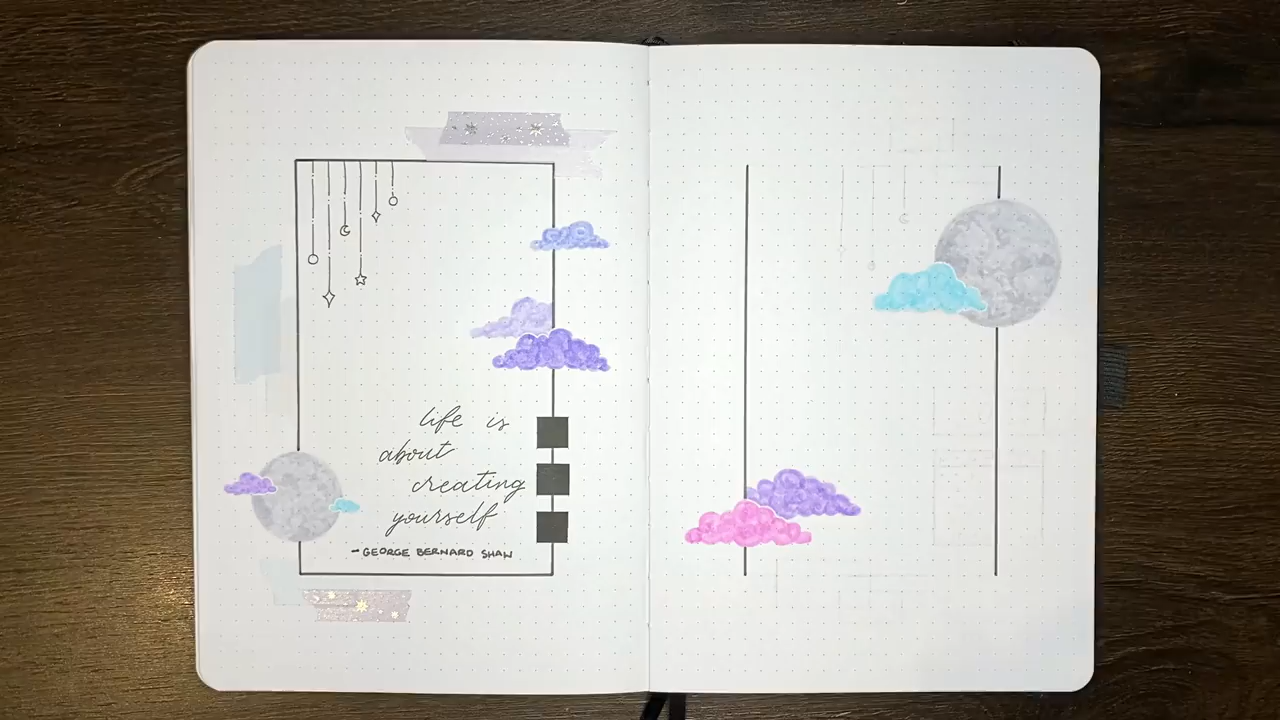 life is
about
creating
yourself
- GEORGE BERNARD SHAW